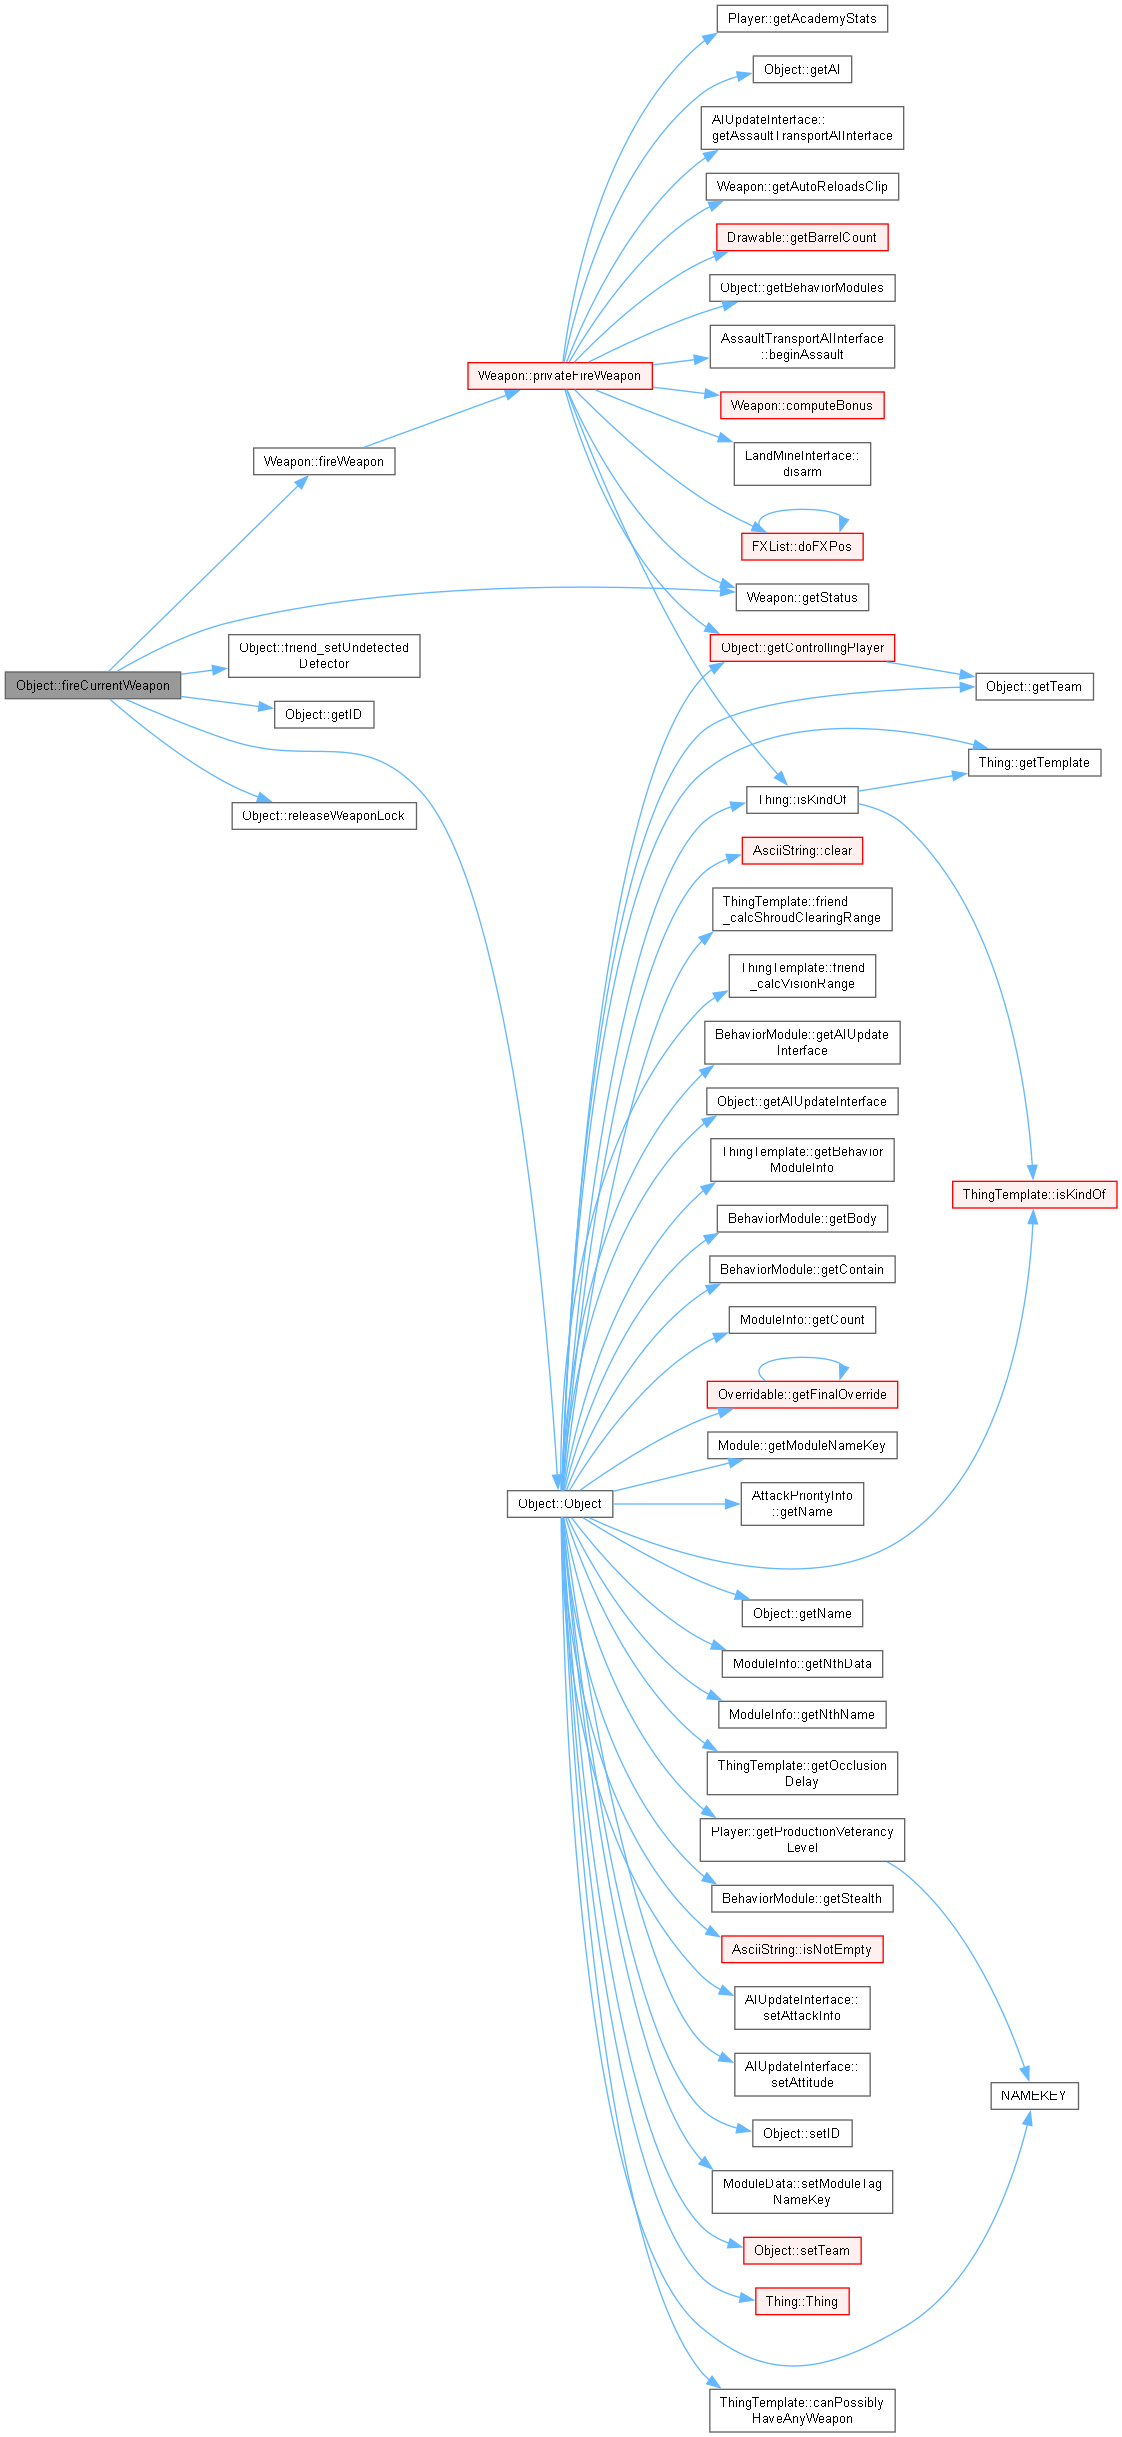 Player::getAcademyStats
Object::getAI
AIUpdateInterface::
getAssaultTransportAIInterface
Weapon::getAutoReloadsClip
Drawable::getBarrelCount
Object::getBehaviorModules
AssaultTransportAIInterface
::beginAssault
Weapon::privateFireWeapon
Weapon::computeBonus
LandMineInterface::
disarm
Weapon::fireWeapon
FXList::doFXPos
Weapon::getStatus
Object::friend_setUndetected
Defector
Object::getControllingPlayer
Object::fireCurrentWeapon
Object::getTeam
Object::getID
Thing::getTemplate
Thing::isKindOf
Object::releaseWeaponLock
AsciiString::clear
ThingTemplate::friend
_calcShroudClearingRange
ThingTemplate::friend
_calcVisionRange
BehaviorModule::getAIUpdate
Interface
Object::getAIUpdateInterface
ThingTemplate::getBehavior
ModuleInfo
ThingTemplate::isKindOf
BehaviorModule::getBody
BehaviorModule::getContain
ModuleInfo::getCount
Overridable::getFinalOverride
Module::getModuleNameKey
Object::Object
AttackPriorityInfo
::getName
Object::getName
ModuleInfo::getNthData
ModuleInfo::getNthName
ThingTemplate::getOcclusion
Delay
Player::getProductionVeterancy
Level
BehaviorModule::getStealth
AsciiString::isNotEmpty
AIUpdateInterface::
setAttackInfo
AIUpdateInterface::
setAttitude
NAMEKEY
Object::setID
ModuleData::setModuleTag
NameKey
Object::setTeam
Thing::Thing
ThingTemplate::canPossibly
HaveAnyWeapon